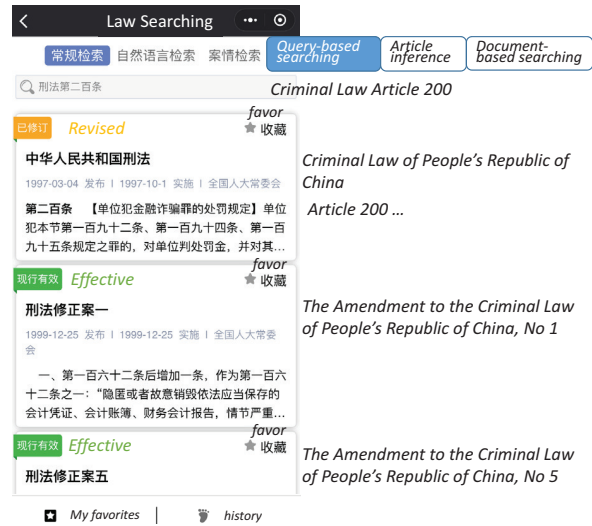 Law Searching
常规检索 自然语言检索 案情检索 Query-based searching Article inference Document-based searching
刑法第二百条
Criminal Law Article 200
favor
已修订 Revised 收藏
中华人民共和国刑法
Criminal Law of People's Republic of
China
1997-03-04 发布 | 1997-10-1 实施 | 全国人大常委会
第二百条 【单位犯金融诈骗罪的处罚规定】单位
Article 200 ...
犯本节第一百九十二条、第一百九十四条、第一百
九十五条规定之罪的，对单位判处罚金，并对其...
favor
现行有效 Effective 收藏
刑法修正案一
The Amendment to the Criminal Law
of People's Republic of China, No 1
1999-12-25 发布 | 1999-12-25 实施 | 全国人大常委
会
一、第一百六十二条后增加一条，作为第一百六
十二条之一：“隐匿或者故意销毁依法应当保存的
会计凭证、会计账簿、财务会计报告，情节严重...
favor
现行有效 Effective 收藏
刑法修正案五
The Amendment to the Criminal Law
of People's Republic of China, No 5
My favorites | history